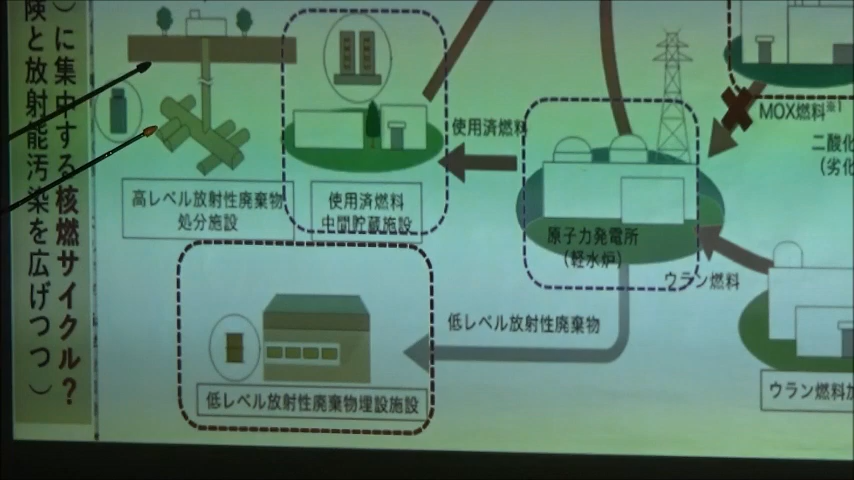 ）に集中する核燃サイクル？
険と放射能汚染を広げつつ）
高レベル放射性廃棄物
処分施設
使用済燃料
中間貯蔵施設
使用済燃料
原子力発電所
（軽水炉）
MOX燃料※1
二酸化
（劣化
ウラン燃料
低レベル放射性廃棄物
低レベル放射性廃棄物埋設施設
ウラン燃料加